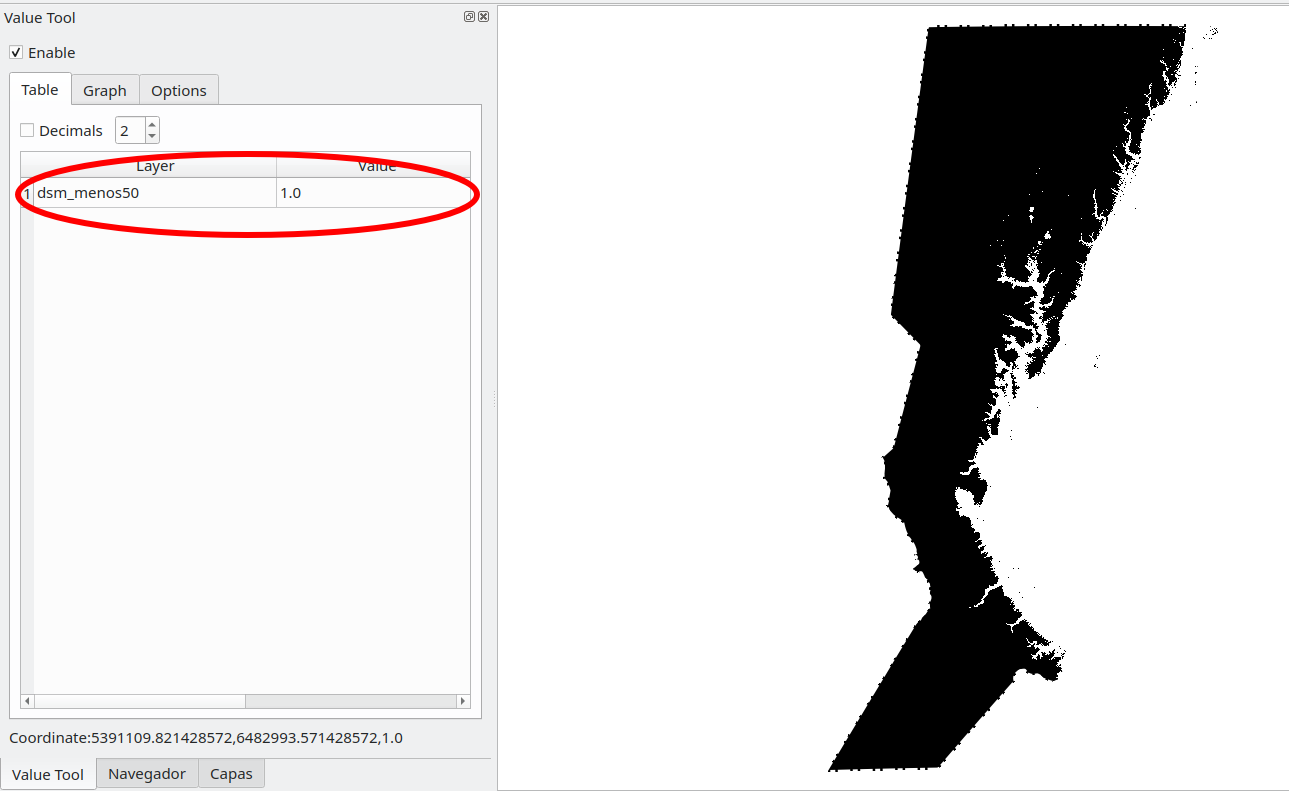 Value Tool
Enable
Table Graph Options
Decimals 2
Layer Value
1 dsm_menos50 1.0
Coordinate:5391109.821428572,6482993.571428572,1.0
Value Tool Navegador Capas